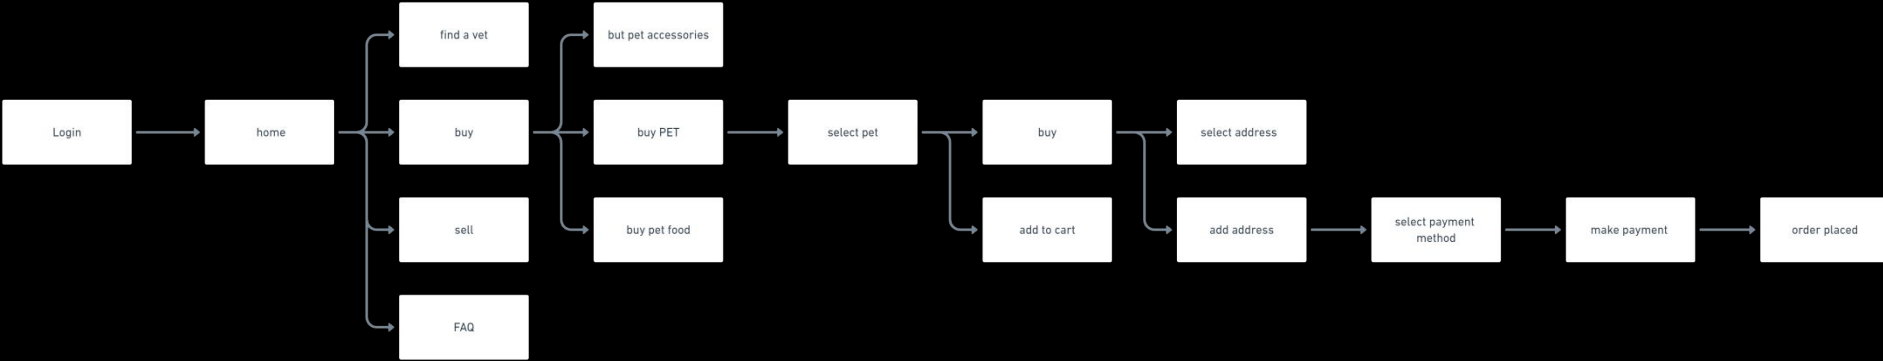 find a vet
but pet accessories
Login
home
buy
buy PET
select pet
buy
select address
sell
buy pet food
add to cart
add address
select payment
method
make payment
order placed
FAQ